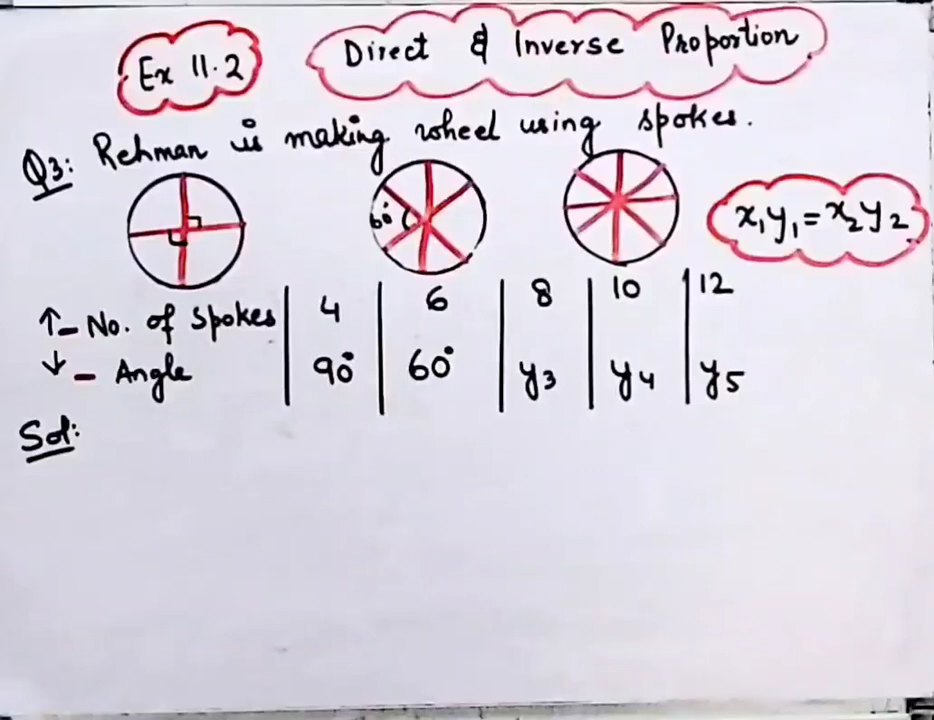 Ex 11.2
Direct & Inverse Proportion
Q3: Rehman is making wheel using spokes.
60°
x₁y₁ = x₂y₂
↑ - No. of spokes | 4 | 6 | 8 | 10 | 12
↓ - Angle | 90° | 60° | y₃ | y₄ | y₅
Sol: